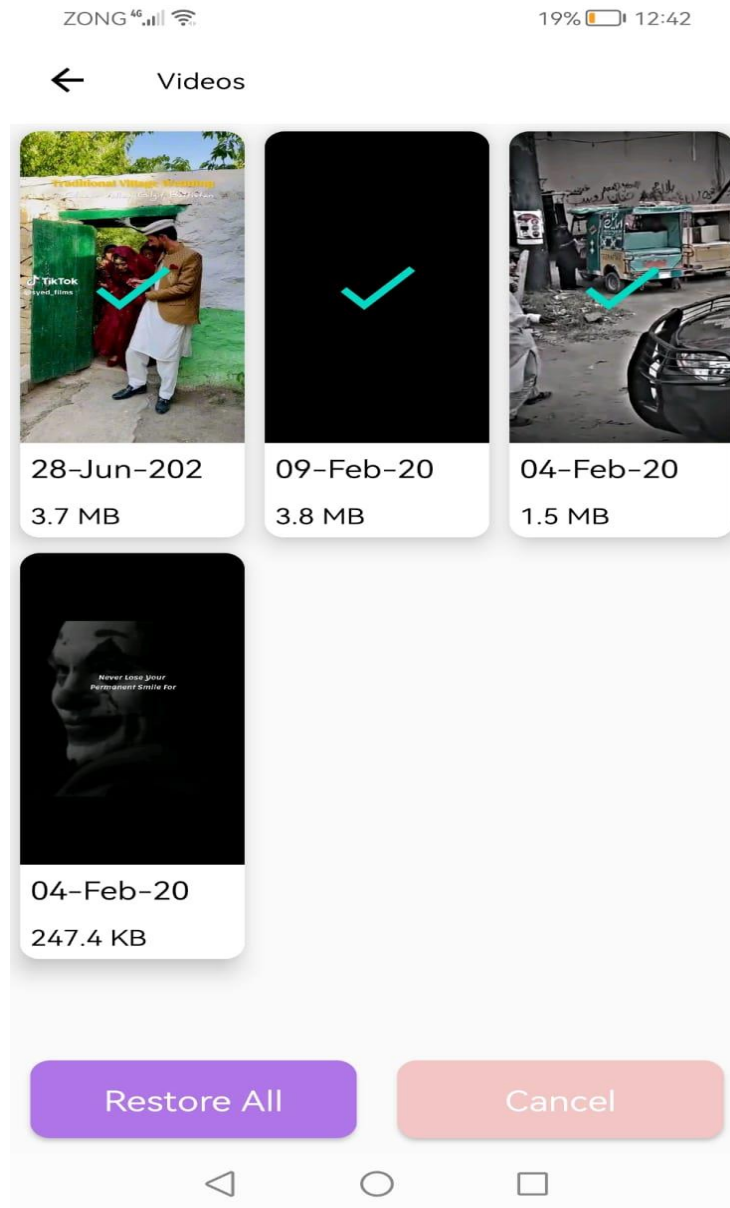 ZONG 4G 19% 12:42
Videos
Traditional Village Wedding
TikTok
28-Jun-202
3.7 MB
09-Feb-20
3.8 MB
04-Feb-20
1.5 MB
Never Lose Your
Permanent Smile For
04-Feb-20
247.4 KB
Restore All
Cancel